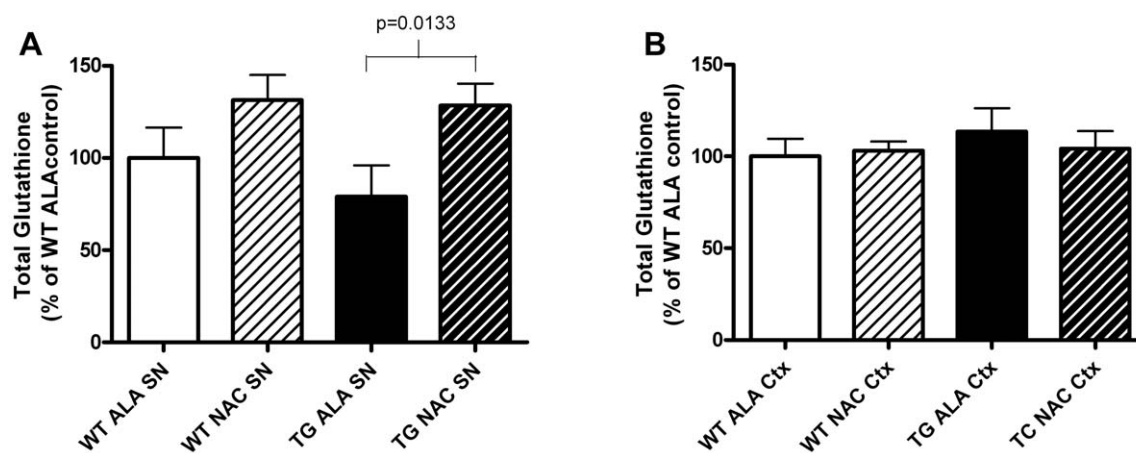 A
p=0.0133
Total Glutathione
(% of WT ALAcontrol)
150
100
50
0
WT ALA SN
WT NAC SN
TG ALA SN
TG NAC SN
B
Total Glutathione
(% of WT ALA control)
150
100
50
0
WT ALA Ctx
WT NAC Ctx
TG ALA Ctx
TC NAC Ctx